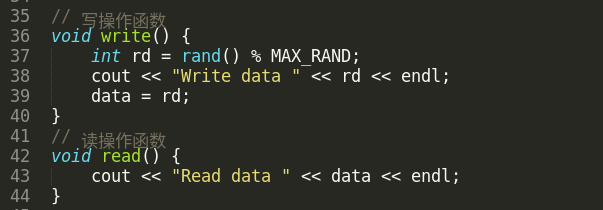 35 // 写操作函数
36 void write() {
37     int rd = rand() % MAX_RAND;
38     cout << "Write data " << rd << endl;
39     data = rd;
40 }
41 // 读操作函数
42 void read() {
43     cout << "Read data " << data << endl;
44 }